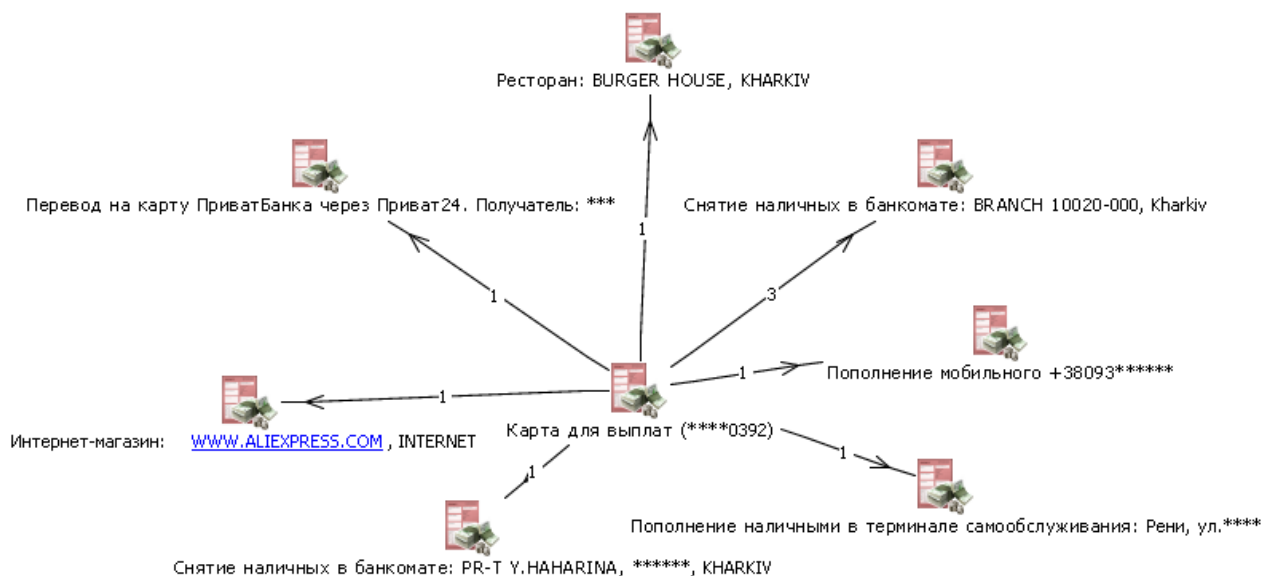 Ресторан: BURGER HOUSE, KHARKIV
Перевод на карту ПриватБанка через Приват24. Получатель: ***
Снятие наличных в банкомате: BRANCH 10020-000, Kharkiv
1
1
3
1
Пополнение мобильного +38093******
1
Интернет-магазин: WWW.ALIEXPRESS.COM , INTERNET
Карта для выплат (****0392)
1
1
Пополнение наличными в терминале самообслуживания: Рени, ул.****
Снятие наличных в банкомате: PR-T Y.HAHARINA, ******, KHARKIV